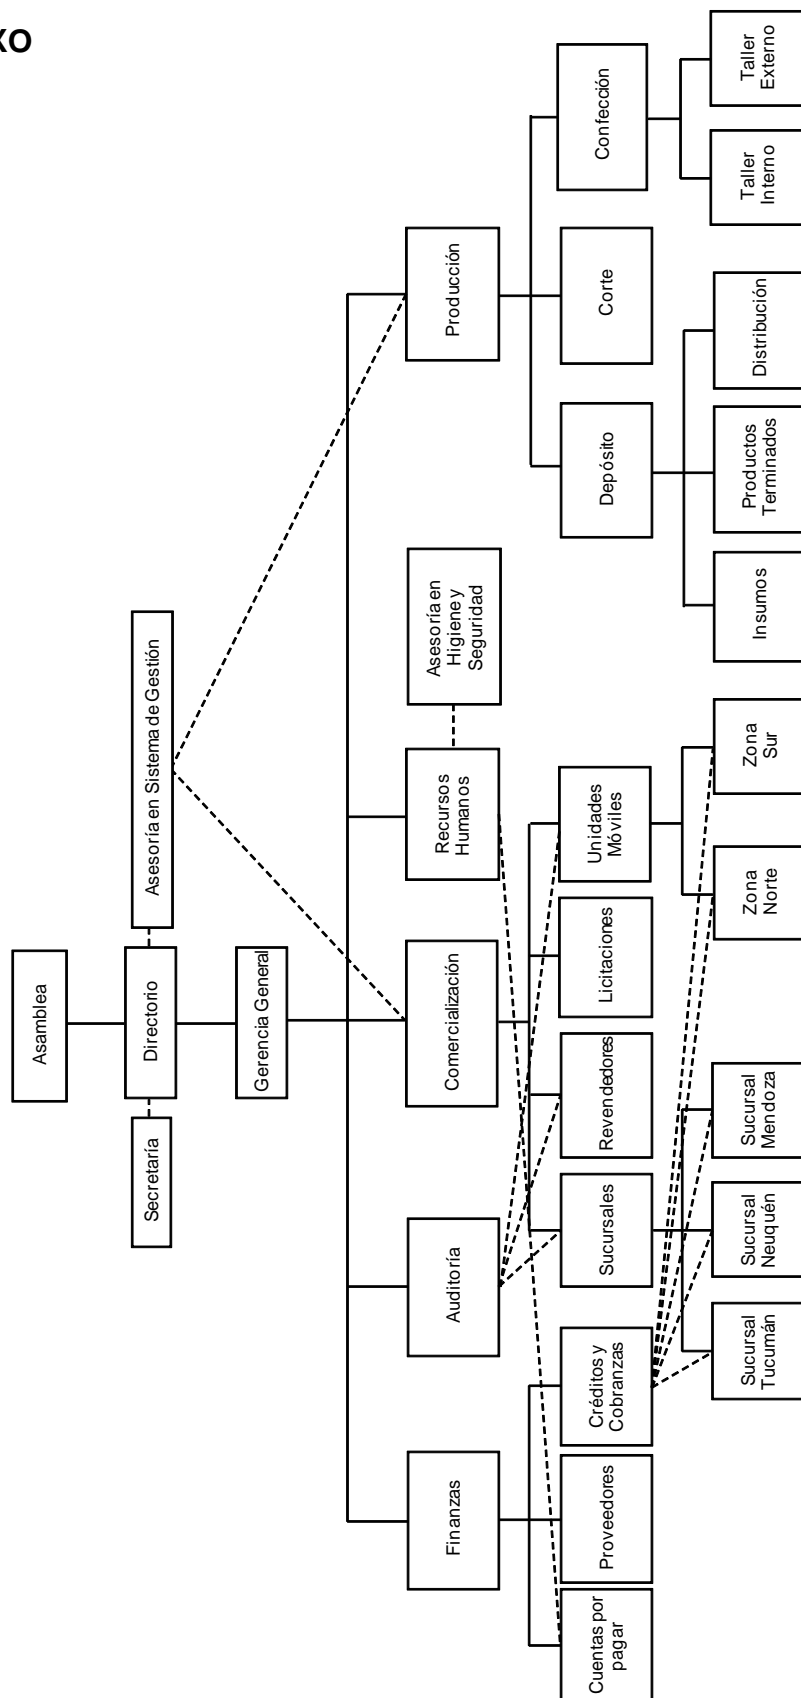 XO
Asamblea
Secretaría
Directorio
Asesoría en Sistema de Gestión
Gerencia General
Finanzas
Auditoría
Comercialización
Recursos
Humanos
Asesoría en
Higiene y
Seguridad
Producción
Cuentas por
pagar
Proveedores
Créditos y
Cobranzas
Sucursales
Revendedores
Licitaciones
Unidades
Móviles
Depósito
Corte
Confección
Sucursal
Tucumán
Sucursal
Neuquén
Sucursal
Mendoza
Zona
Norte
Zona
Sur
Insumos
Productos
Terminados
Distribución
Taller
Interno
Taller
Externo